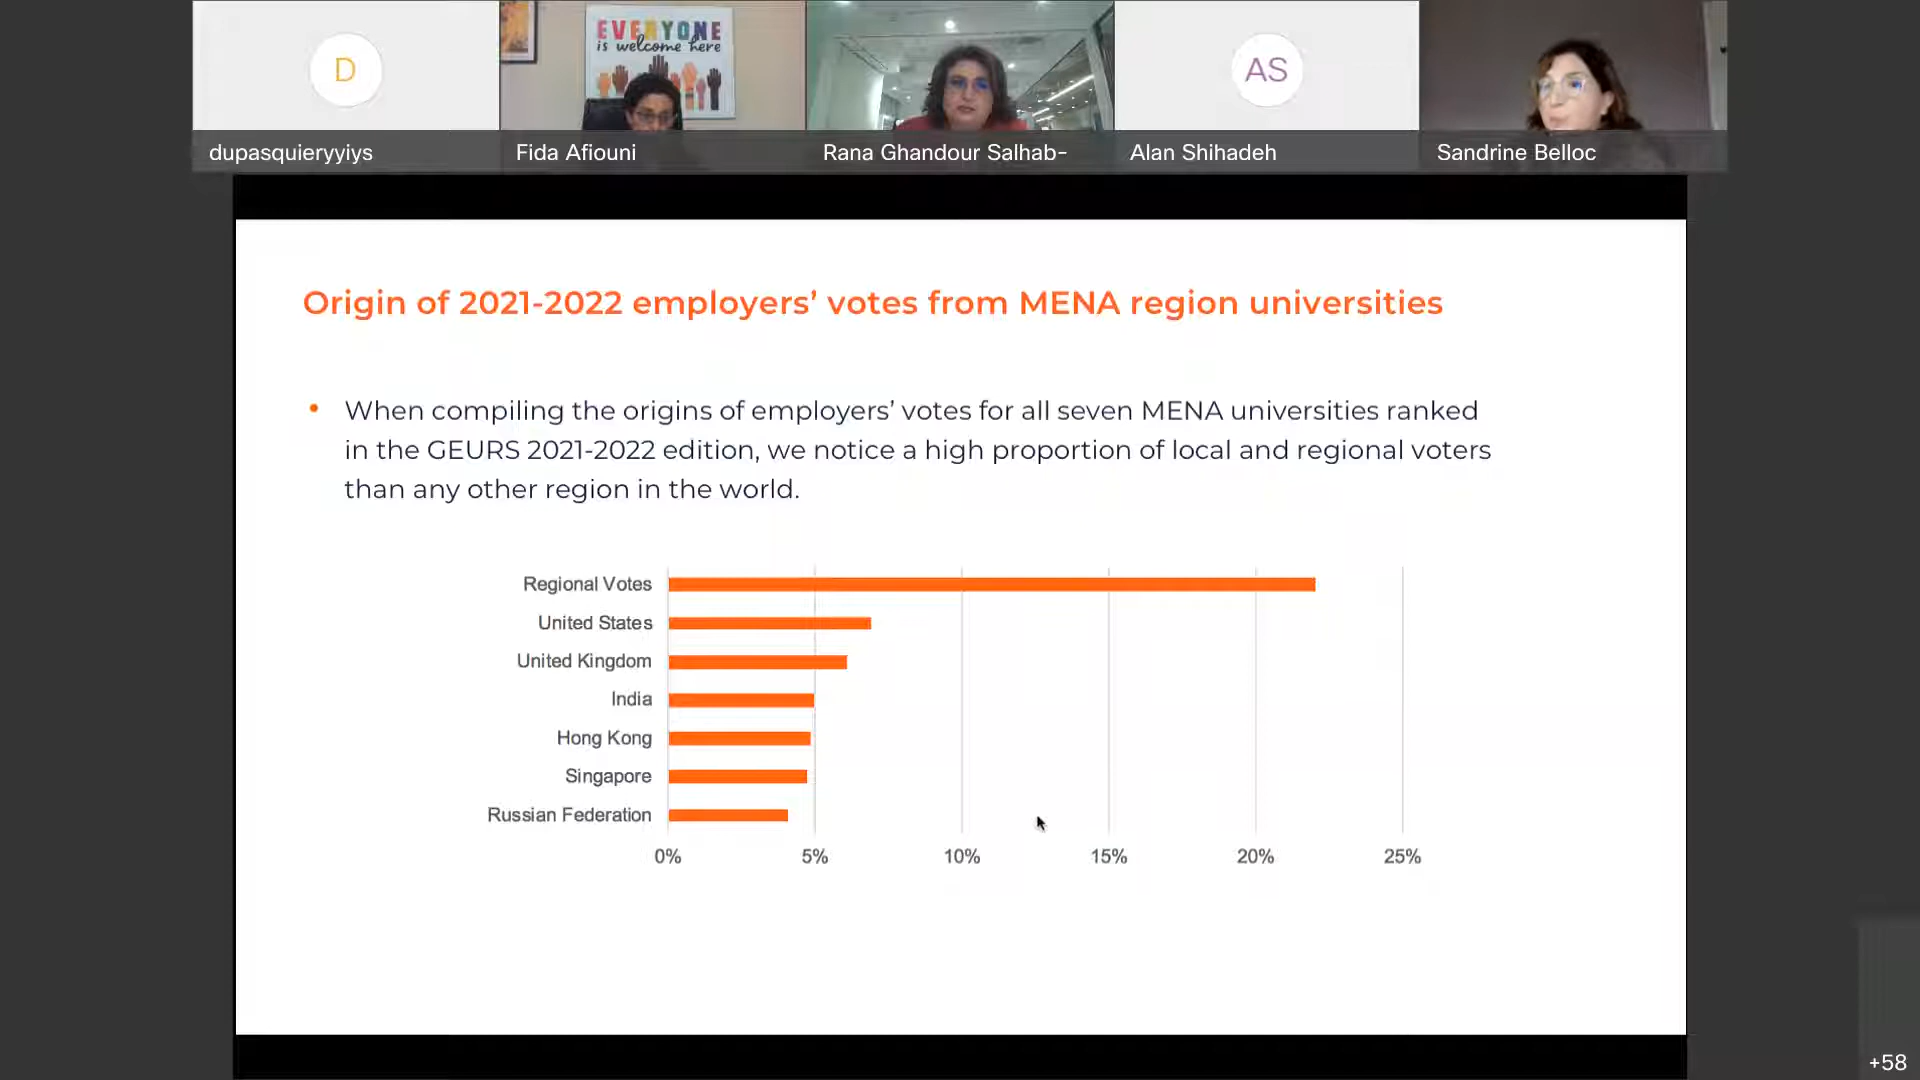 D
EVERYONE
is welcome here
AS
dupasquieryyiys
Fida Afiouni
Rana Ghandour Salhab-
Alan Shihadeh
Sandrine Belloc
Origin of 2021-2022 employers’ votes from MENA region universities
• When compiling the origins of employers’ votes for all seven MENA universities ranked
in the GEURS 2021-2022 edition, we notice a high proportion of local and regional voters
than any other region in the world.
Regional Votes
United States
United Kingdom
India
Hong Kong
Singapore
Russian Federation
0% 5% 10% 15% 20% 25%
+58